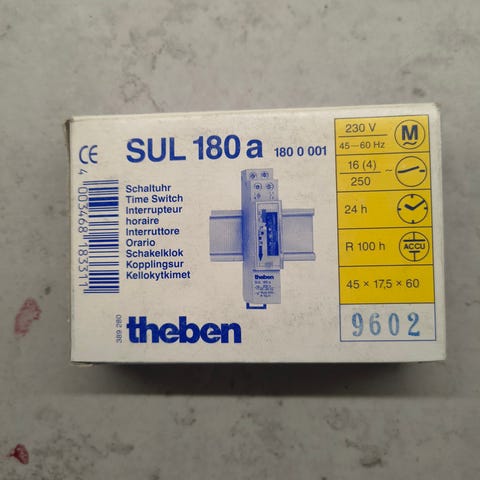 CE
SUL 180 a 180 0 001
4 003468 183311
Schaltuhr
Time Switch
Interrupteur
horaire
Interruttore
Orario
Schakelklok
Kopplingsur
Kellokytkimet
389 280
theben
theben
SUL 180 a
230 V
45–60 Hz
M
16 (4)
250 ~
24 h
R 100 h
ACCU
45 × 17,5 × 60
9602